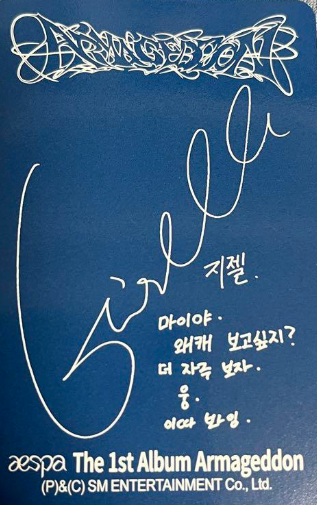 ARMAGEDDON
Giselle
지젤.
마이야.
왜캐 보고싶지?
더 자주 보자.
웅.
이따 봐잉.
aespa The 1st Album Armageddon
(P)&(C) SM ENTERTAINMENT Co., Ltd.